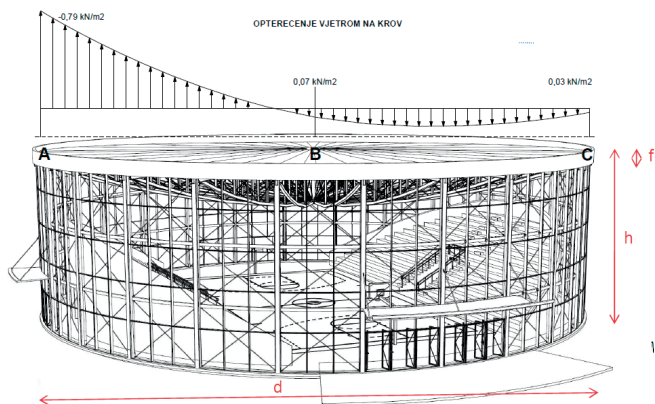 -0,79 kN/m2
OPTERECENJE VJETROM NA KROV
0,07 kN/m2
0,03 kN/m2
A
B
C
f
h
d